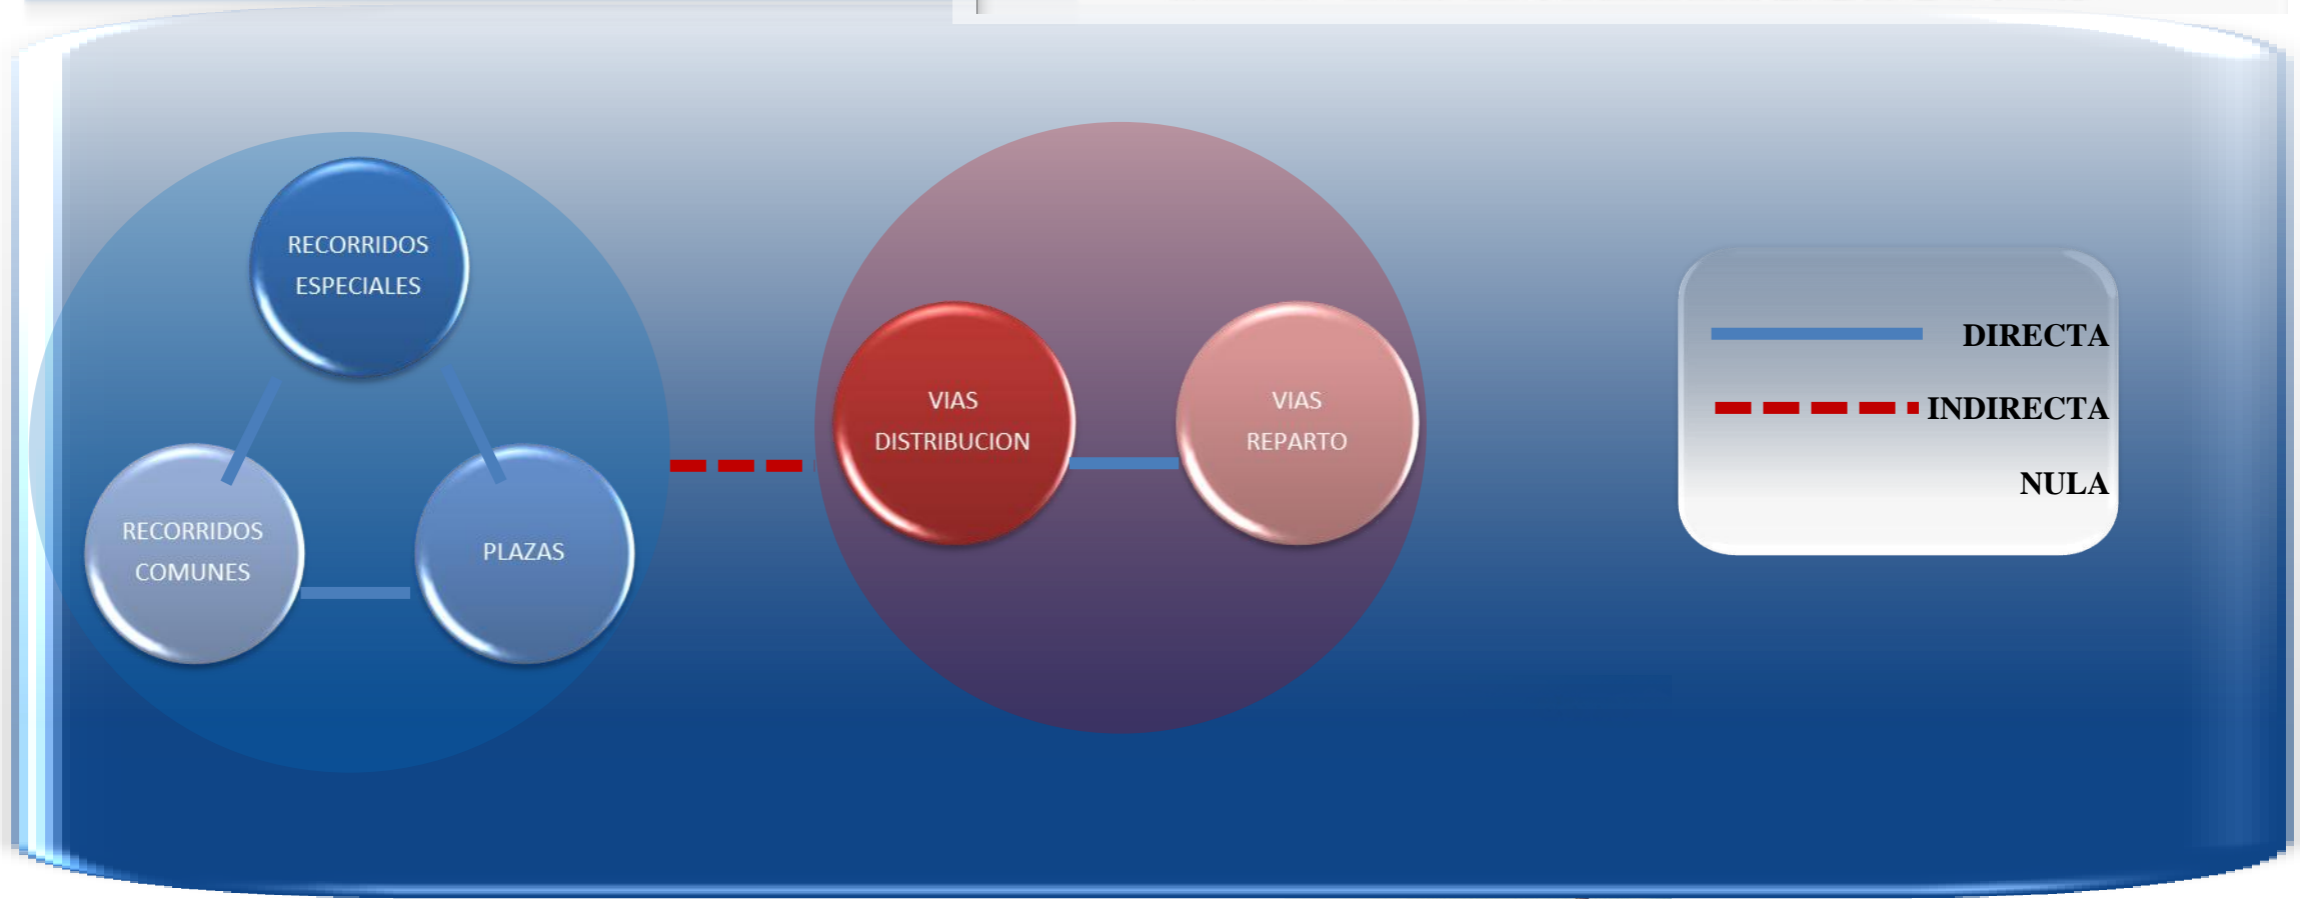 RECORRIDOS
ESPECIALES
RECORRIDOS
COMUNES
PLAZAS
VIAS
DISTRIBUCION
VIAS
REPARTO
DIRECTA
INDIRECTA
NULA